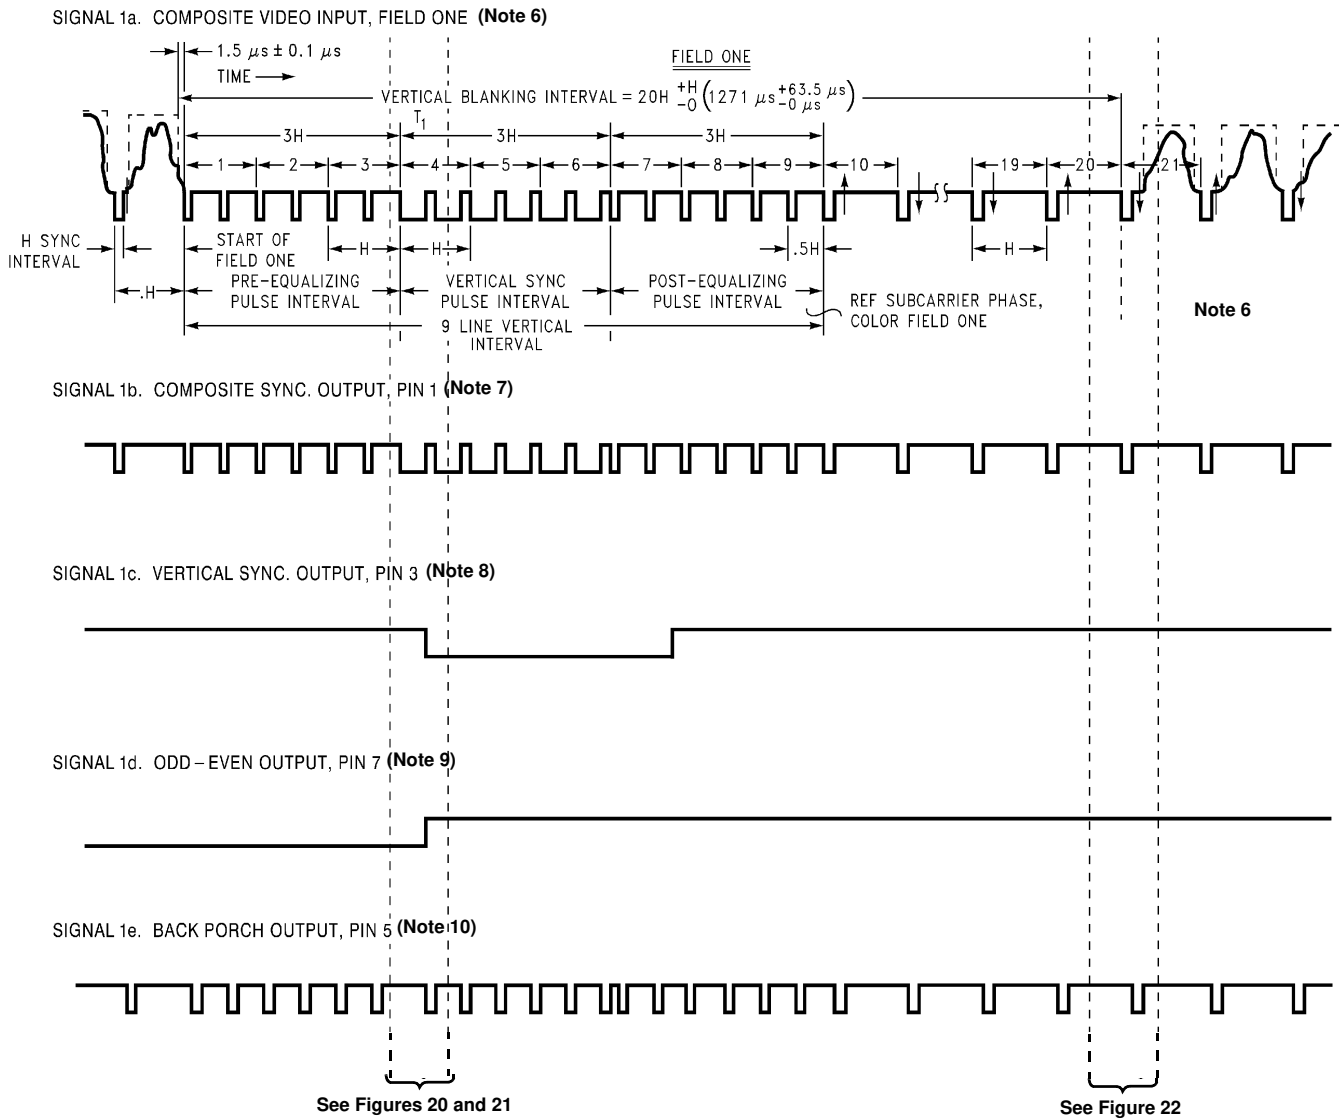 SIGNAL 1a. COMPOSITE VIDEO INPUT, FIELD ONE (Note 6)
1.5 μs ± 0.1 μs
TIME
FIELD ONE
VERTICAL BLANKING INTERVAL = 20H +H -0 (1271 μs +63.5 μs -0 μs)
T1
3H 3H 3H
1 2 3 4 5 6 7 8 9 10 19 20 21
H SYNC INTERVAL
START OF FIELD ONE
H H .5H H
.H
PRE-EQUALIZING PULSE INTERVAL
VERTICAL SYNC PULSE INTERVAL
POST-EQUALIZING PULSE INTERVAL
REF SUBCARRIER PHASE, COLOR FIELD ONE
Note 6
9 LINE VERTICAL INTERVAL
SIGNAL 1b. COMPOSITE SYNC. OUTPUT, PIN 1 (Note 7)
SIGNAL 1c. VERTICAL SYNC. OUTPUT, PIN 3 (Note 8)
SIGNAL 1d. ODD – EVEN OUTPUT, PIN 7 (Note 9)
SIGNAL 1e. BACK PORCH OUTPUT, PIN 5 (Note 10)
See Figures 20 and 21
See Figure 22